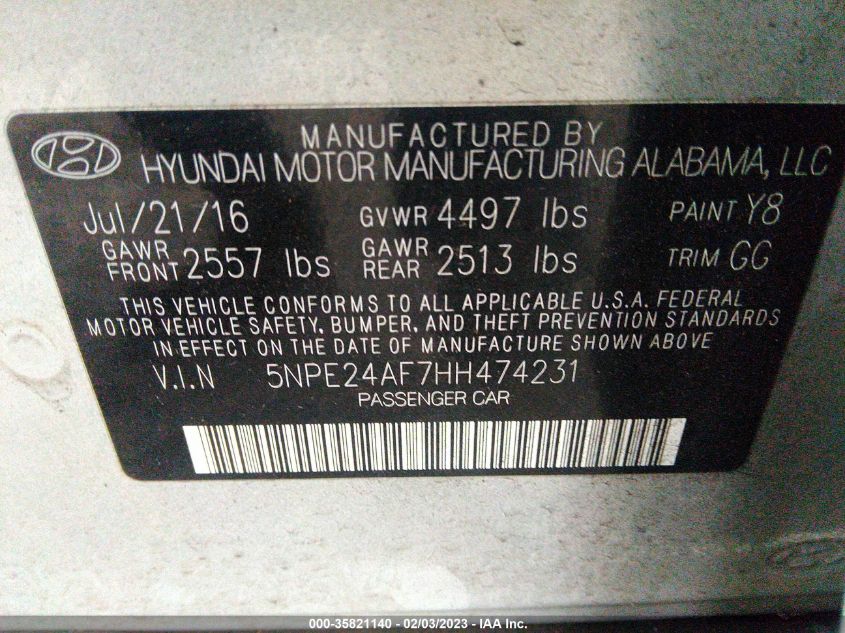 MANUFACTURED BY
HYUNDAI MOTOR MANUFACTURING ALABAMA, LLC
Jul/21/16 GVWR 4497 lbs PAINT Y8
GAWR FRONT 2557 lbs GAWR REAR 2513 lbs TRIM GG
THIS VEHICLE CONFORMS TO ALL APPLICABLE U.S.A. FEDERAL
MOTOR VEHICLE SAFETY, BUMPER, AND THEFT PREVENTION STANDARDS
IN EFFECT ON THE DATE OF MANUFACTURE SHOWN ABOVE.
V.I.N 5NPE24AF7HH474231
PASSENGER CAR
000-35821140 - 02/03/2023 - IAA Inc.